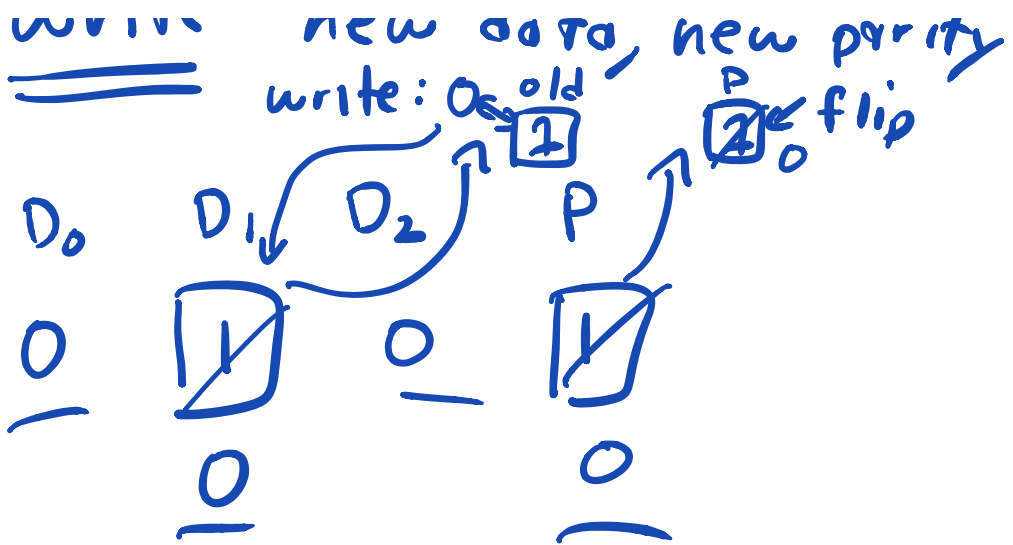 new data, new parity
write: 0 old P flip
1 1 0
D0 D1 D2 P
0 1 0 1
0 0